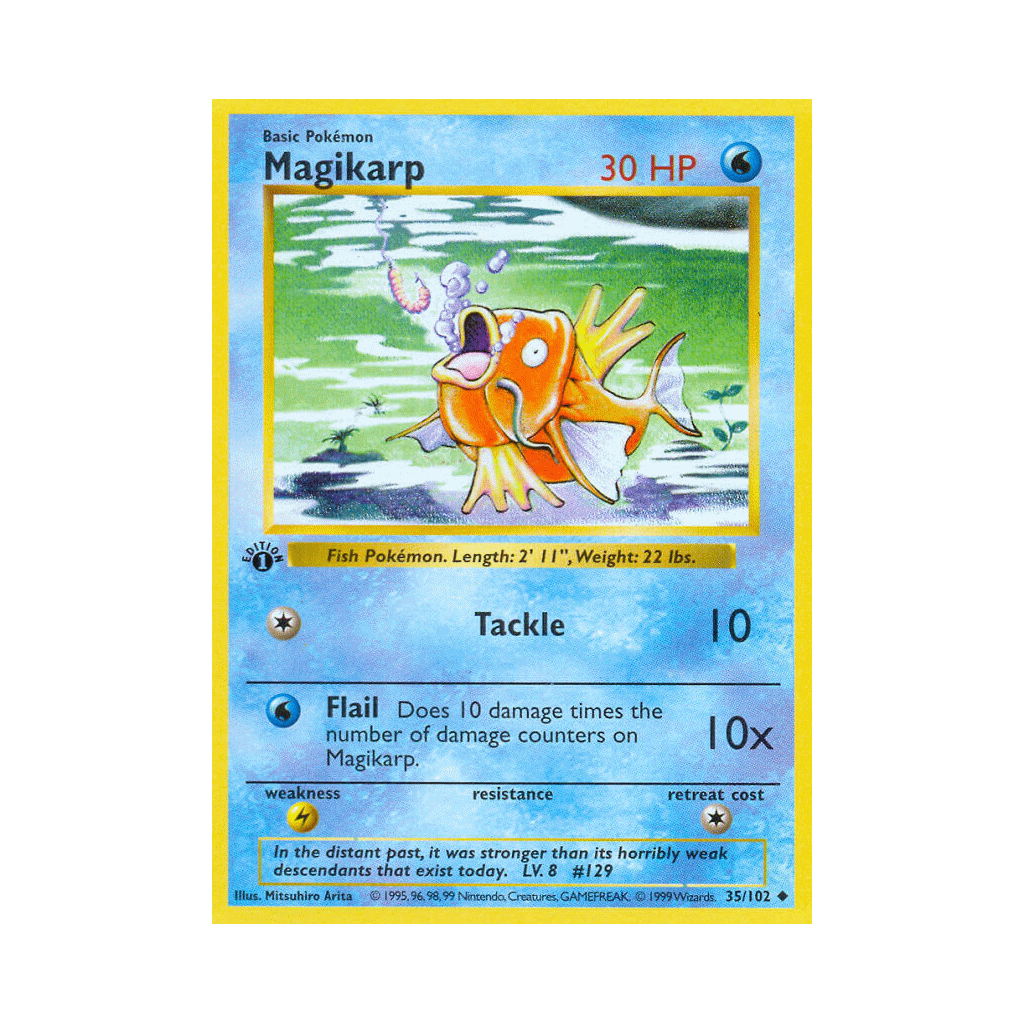 Basic Pokémon
Magikarp 30 HP
EDITION 1
Fish Pokémon. Length: 2' 11", Weight: 22 lbs.
Tackle 10
Flail Does 10 damage times the
number of damage counters on
Magikarp.
10x
weakness resistance retreat cost
In the distant past, it was stronger than its horribly weak
descendants that exist today. LV. 8 #129
Illus. Mitsuhiro Arita © 1995, 96, 98, 99 Nintendo, Creatures, GAMEFREAK. © 1999 Wizards. 35/102